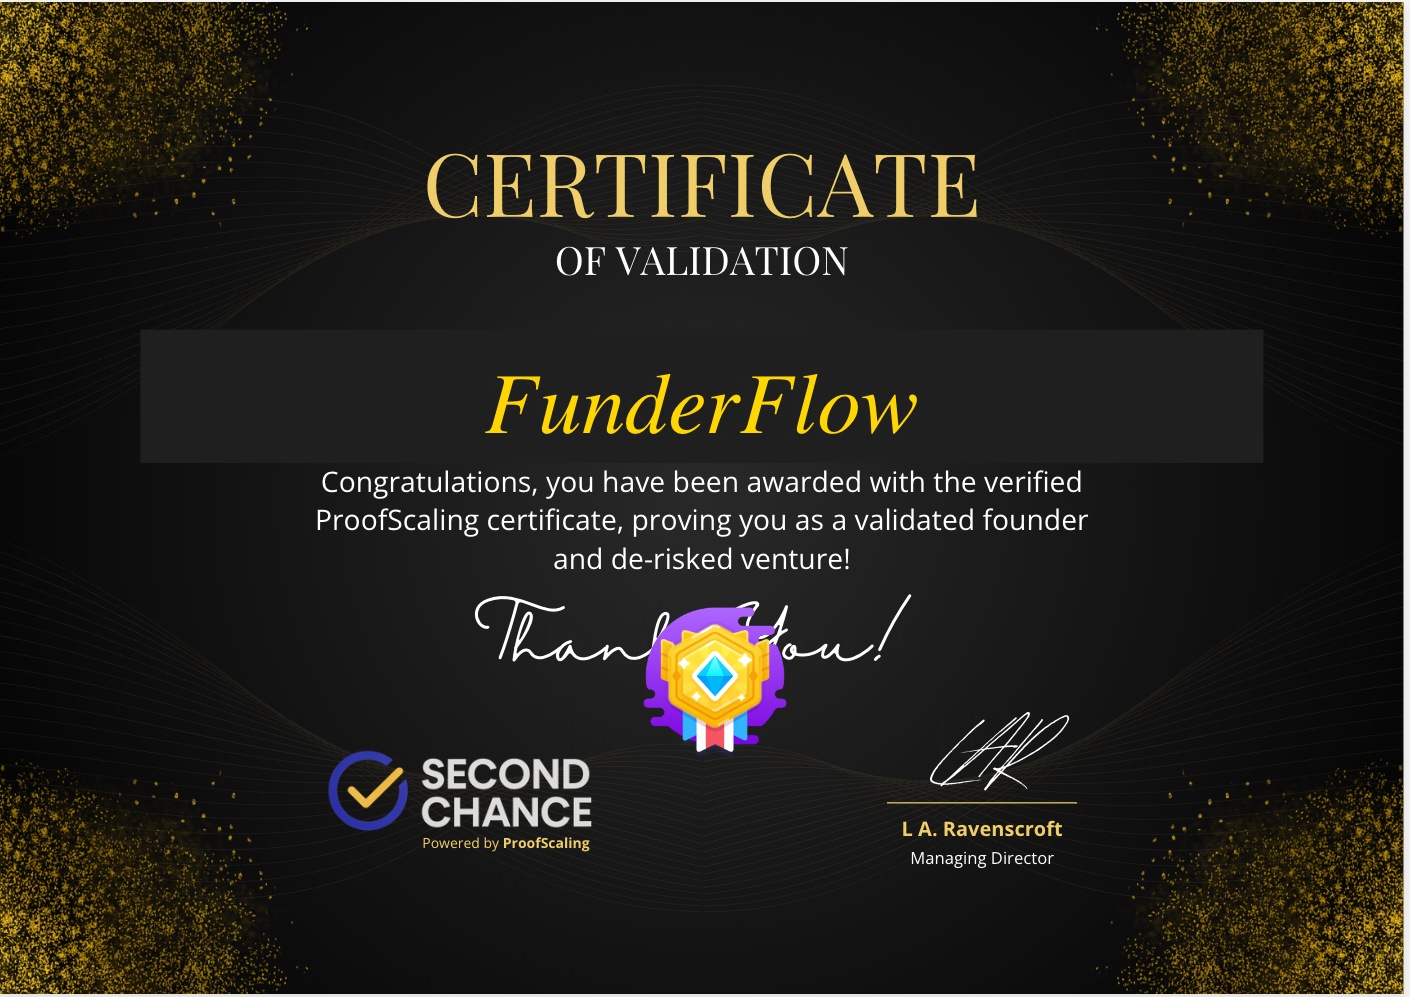 CERTIFICATE
OF VALIDATION
FunderFlow
Congratulations, you have been awarded with the verified
ProofScaling certificate, proving you as a validated founder
and de-risked venture!
Thank You!
SECOND
CHANCE
Powered by ProofScaling
L A. Ravenscroft
Managing Director